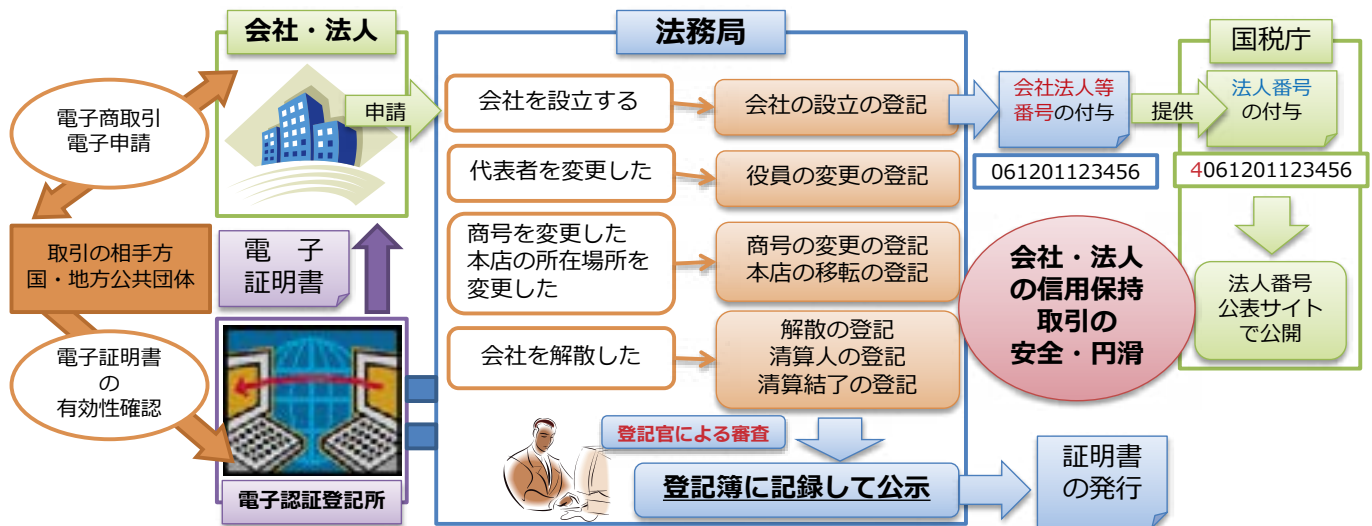 会社・法人
法務局
国税庁
電子商取引
電子申請
申請
会社を設立する
会社の設立の登記
会社法人等
番号の付与
提供
法人番号
の付与
061201123456
4061201123456
代表者を変更した
役員の変更の登記
取引の相手方
国・地方公共団体
電　子
証明書
商号を変更した
本店の所在場所を
変更した
商号の変更の登記
本店の移転の登記
会社・法人
の信用保持
取引の
安全・円滑
法人番号
公表サイト
で公開
電子証明書
の
有効性確認
会社を解散した
解散の登記
清算人の登記
清算結了の登記
登記官による審査
登記簿に記録して公示
証明書
の発行
電子認証登記所